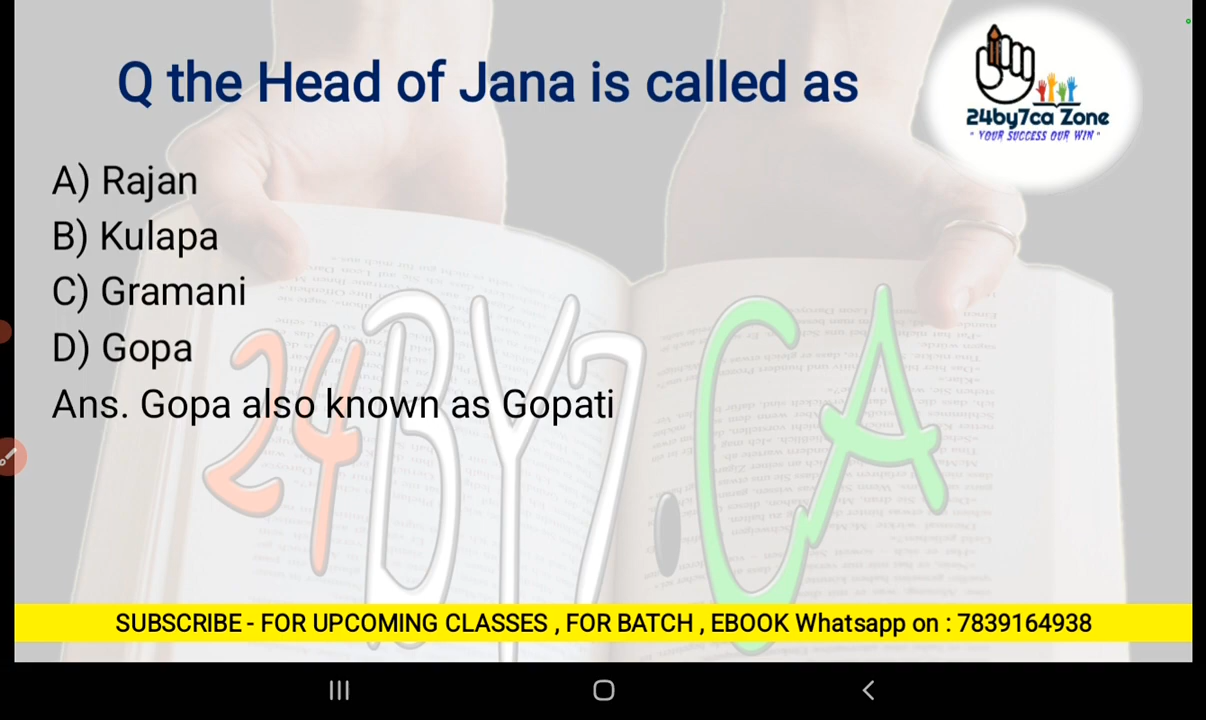 Q the Head of Jana is called as
24by7ca Zone
" YOUR SUCCESS OUR WIN "
A) Rajan
B) Kulapa
C) Gramani
D) Gopa
Ans. Gopa also known as Gopati
24BY7.CA
SUBSCRIBE - FOR UPCOMING CLASSES , FOR BATCH , EBOOK Whatsapp on : 7839164938